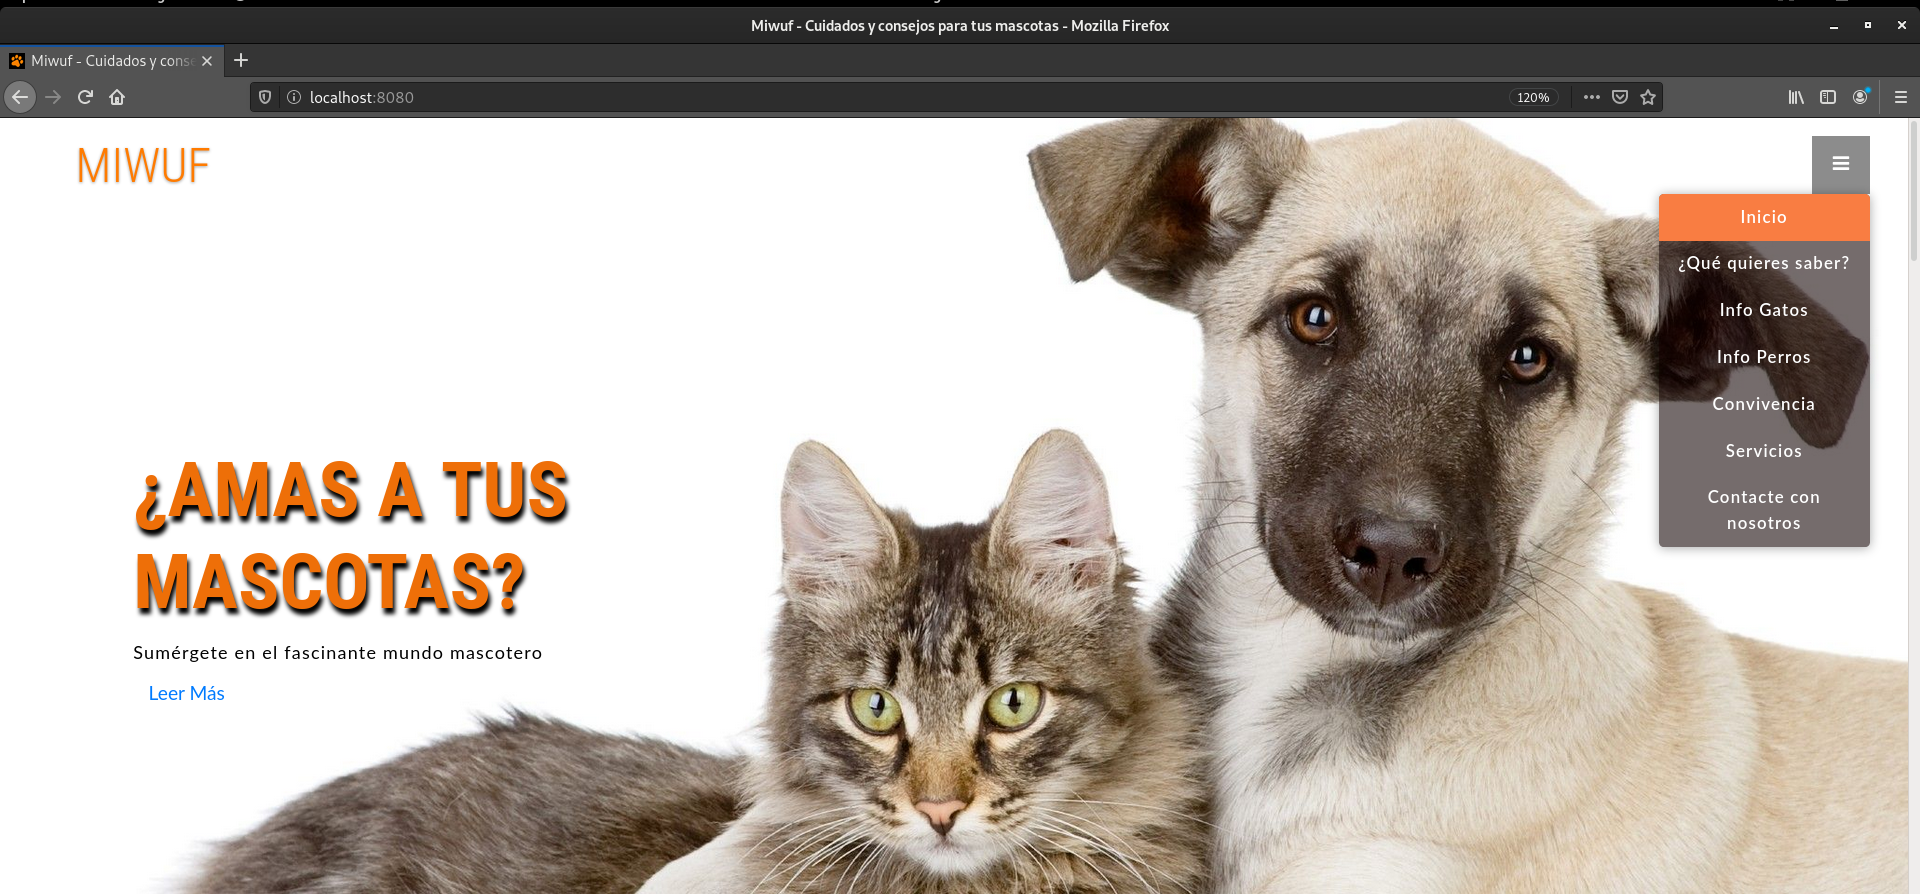 Miwuf - Cuidados y consejos para tus mascotas - Mozilla Firefox
Miwuf - Cuidados y conse
localhost:8080
120%
MIWUF
Inicio
¿Qué quieres saber?
Info Gatos
Info Perros
Convivencia
Servicios
Contacte con
nosotros
¿AMAS A TUS
MASCOTAS?
Sumérgete en el fascinante mundo mascotero
Leer Más